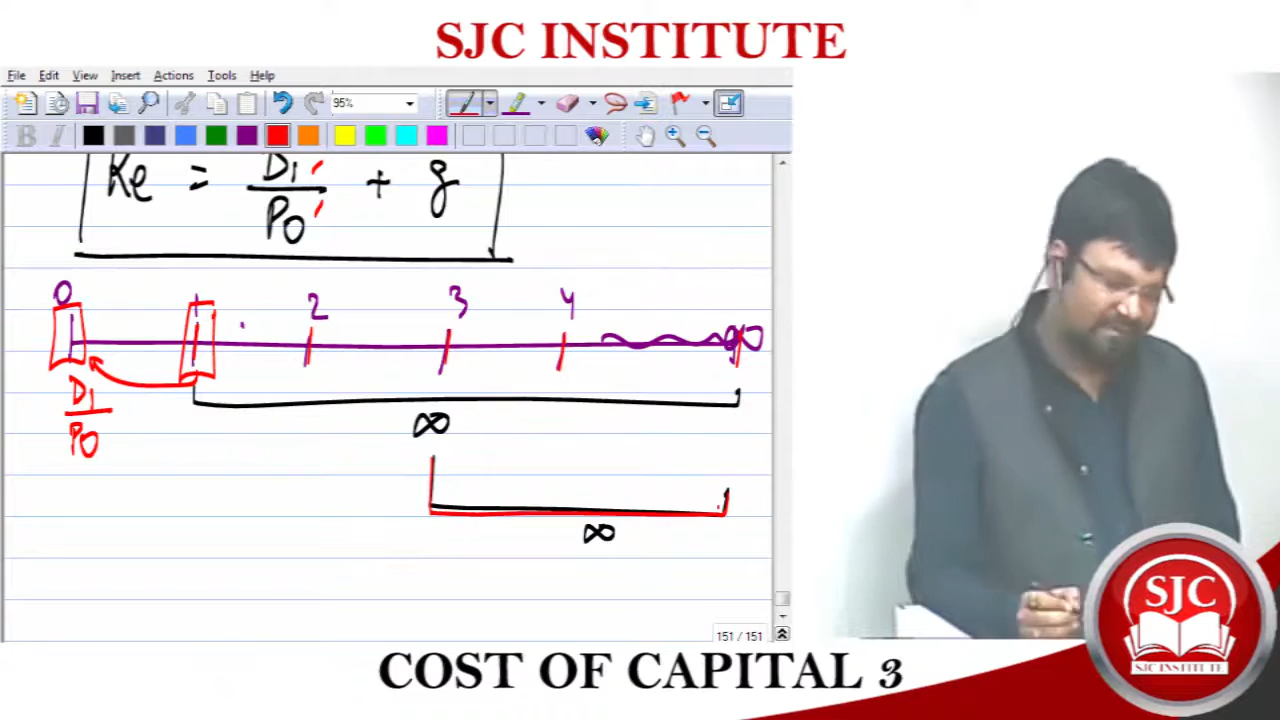 SJC INSTITUTE
File Edit View Insert Actions Tools Help
95%
Ke = D1 / P0 + g
0 1 2 3 4 ∞
D1 / P0
∞
∞
151 / 151
SJC
SJC INSTITUTE
COST OF CAPITAL 3